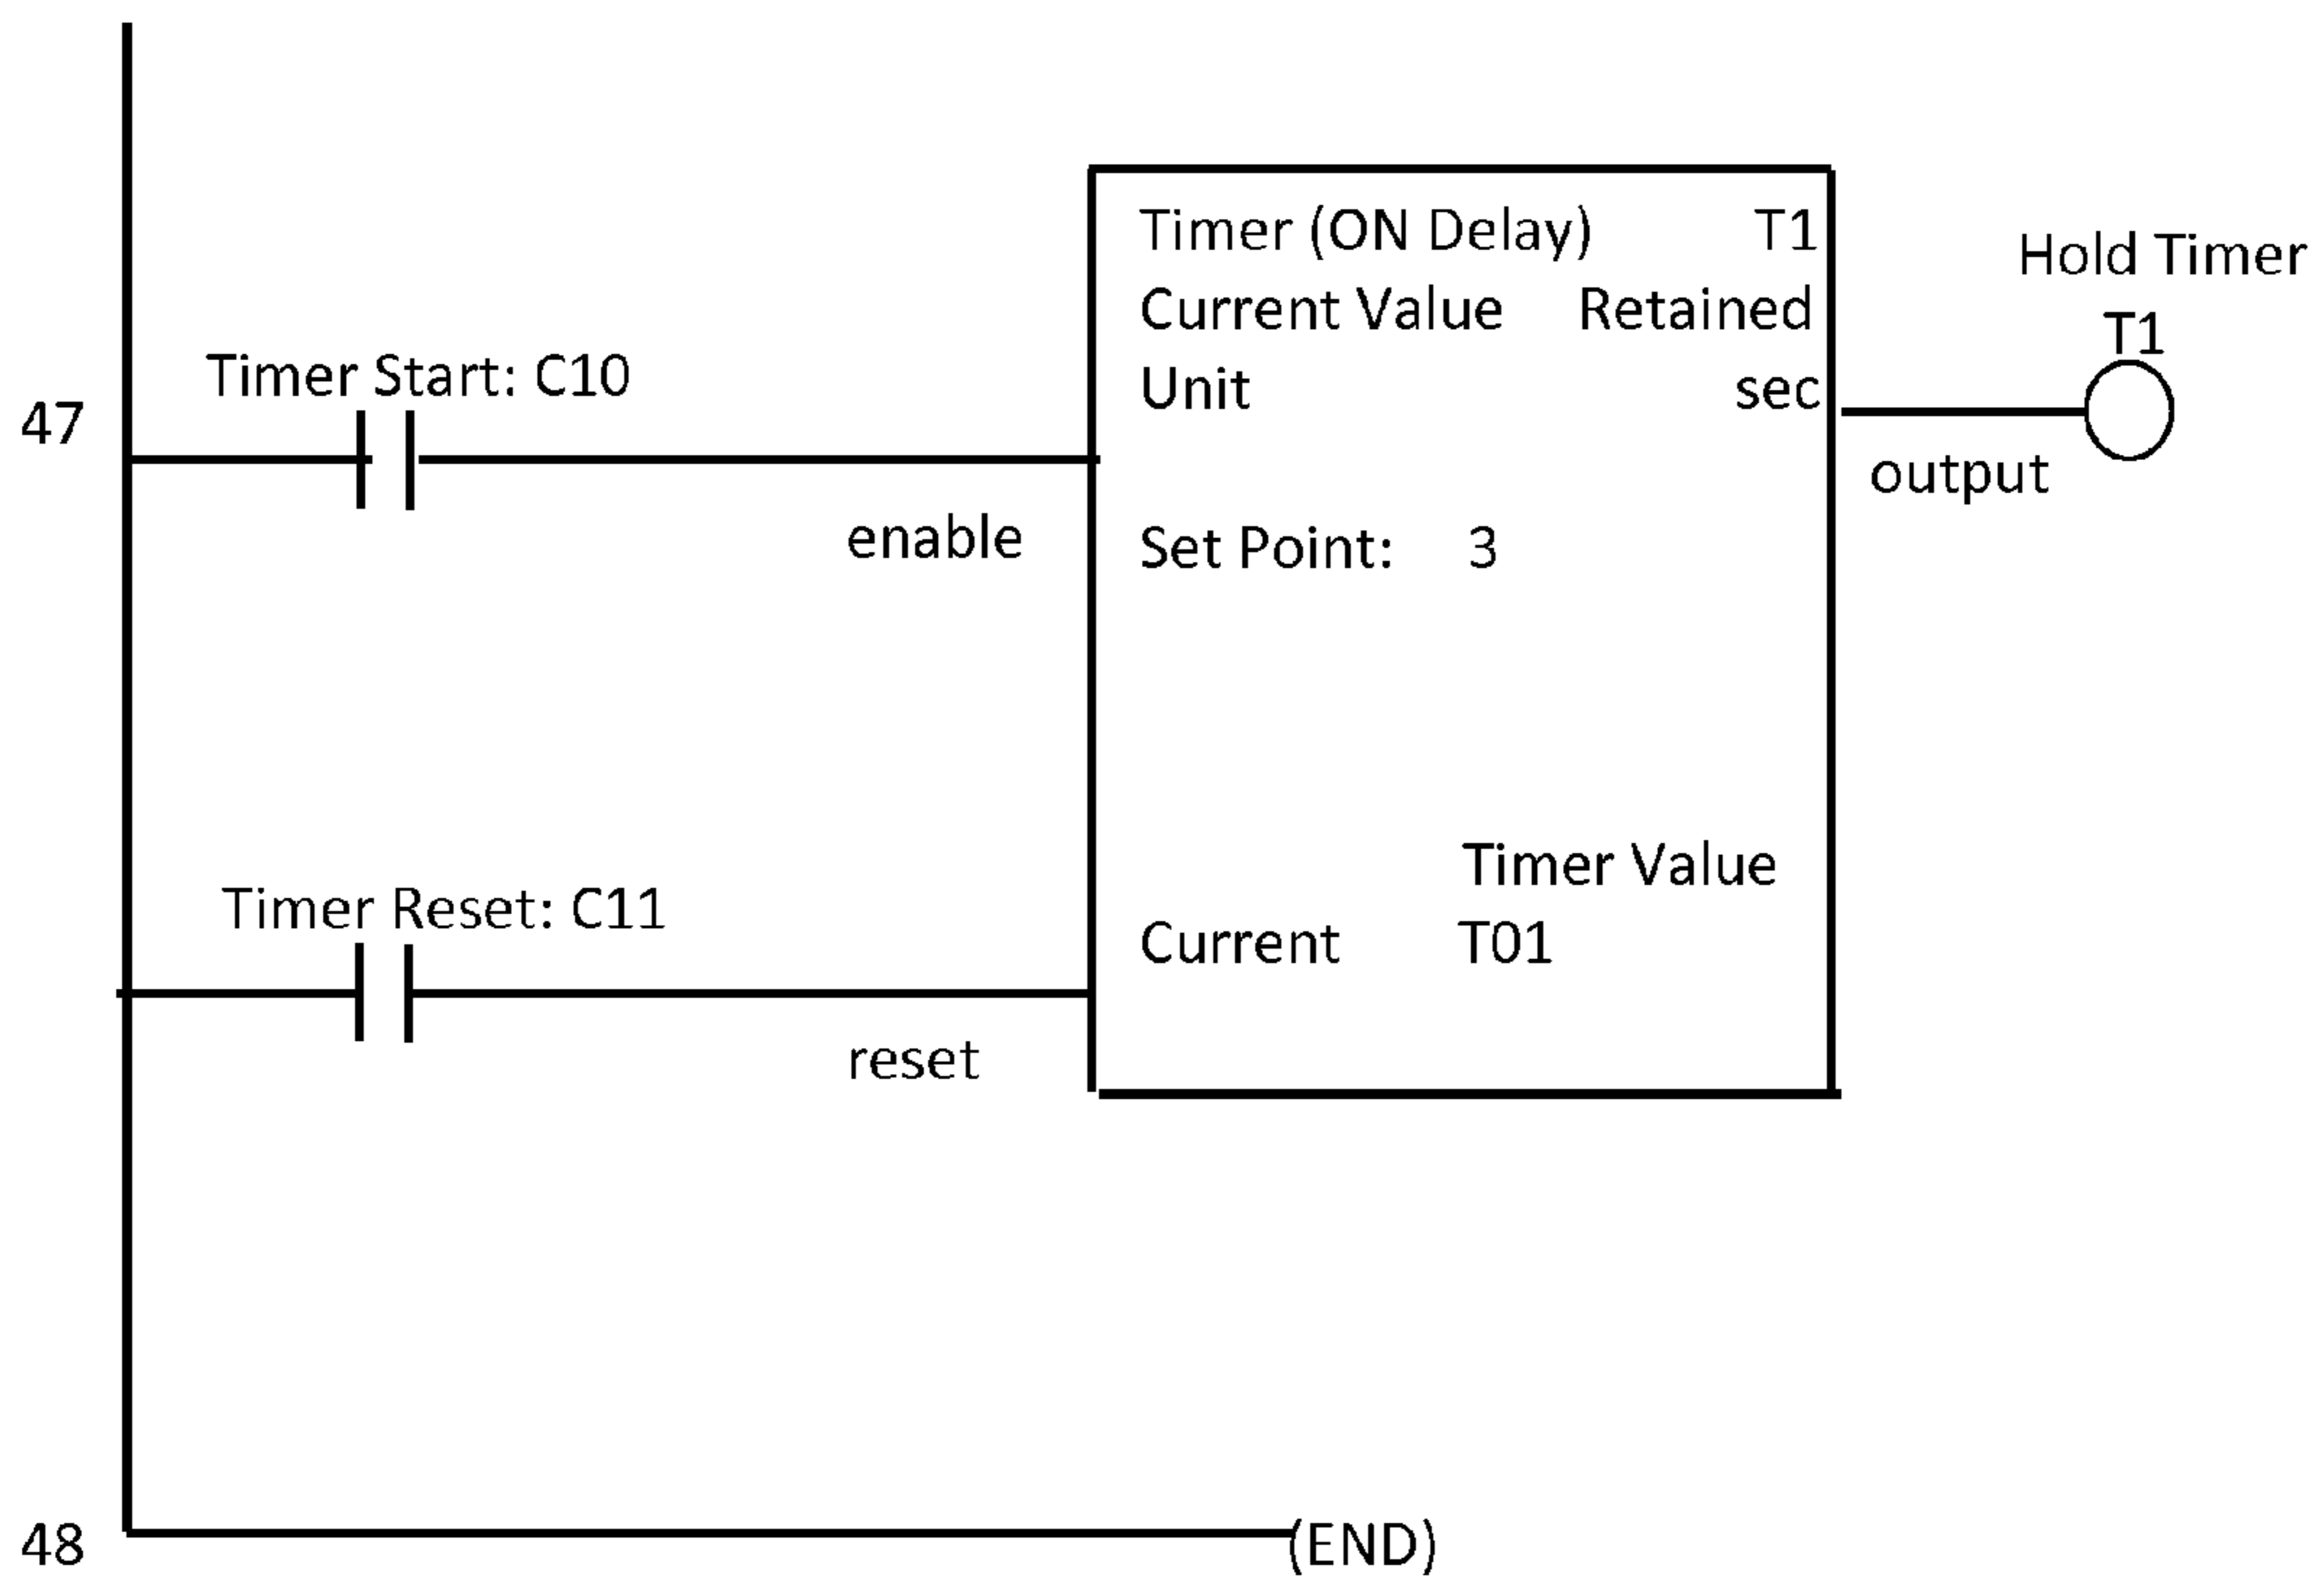 Timer (ON Delay) T1
Hold Timer
Current Value Retained
T1
Timer Start: C10
Unit sec
47
output
enable
Set Point: 3
Timer Value
Timer Reset: C11
Current T01
reset
48
(END)